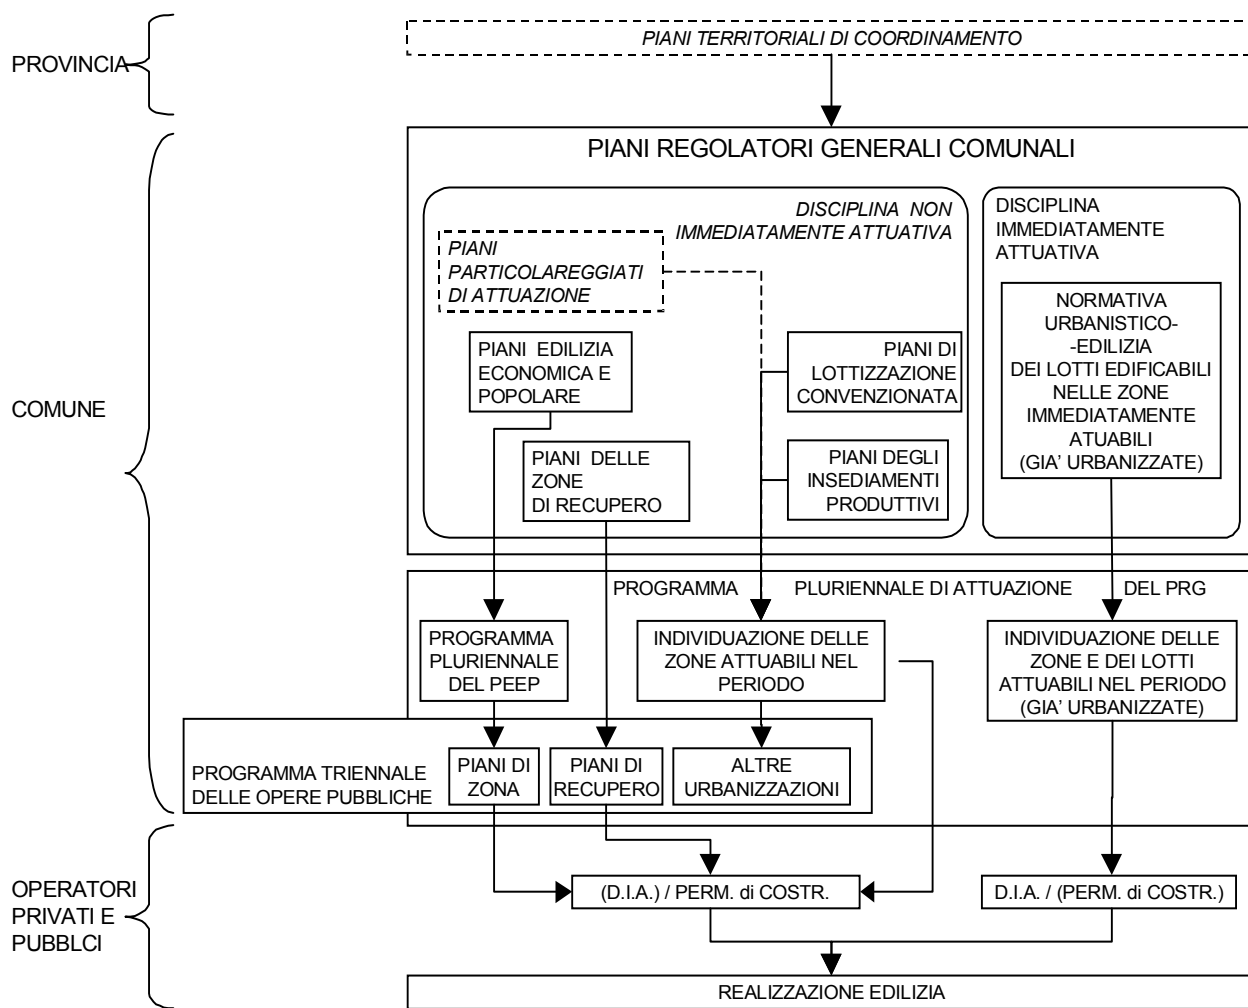 PIANI TERRITORIALI DI COORDINAMENTO
PROVINCIA
PIANI REGOLATORI GENERALI COMUNALI
DISCIPLINA NON
IMMEDIATAMENTE ATTUATIVA
DISCIPLINA
IMMEDIATAMENTE
ATTUATIVA
PIANI
PARTICOLAREGGIATI
DI ATTUAZIONE
NORMATIVA
URBANISTICO-
-EDILIZIA
DEI LOTTI EDIFICABILI
NELLE ZONE
IMMEDIATAMENTE
ATUABILI
(GIA' URBANIZZATE)
PIANI EDILIZIA
ECONOMICA E
POPOLARE
PIANI DI
LOTTIZZAZIONE
CONVENZIONATA
COMUNE
PIANI DELLE
ZONE
DI RECUPERO
PIANI DEGLI
INSEDIAMENTI
PRODUTTIVI
PROGRAMMA PLURIENNALE DI ATTUAZIONE DEL PRG
PROGRAMMA
PLURIENNALE
DEL PEEP
INDIVIDUAZIONE DELLE
ZONE ATTUABILI NEL
PERIODO
INDIVIDUAZIONE DELLE
ZONE E DEI LOTTI
ATTUABILI NEL PERIODO
(GIA' URBANIZZATE)
PROGRAMMA TRIENNALE
DELLE OPERE PUBBLICHE
PIANI DI
ZONA
PIANI DI
RECUPERO
ALTRE
URBANIZZAZIONI
OPERATORI
PRIVATI E
PUBBLCI
(D.I.A.) / PERM. di COSTR.
D.I.A. / (PERM. di COSTR.)
REALIZZAZIONE EDILIZIA